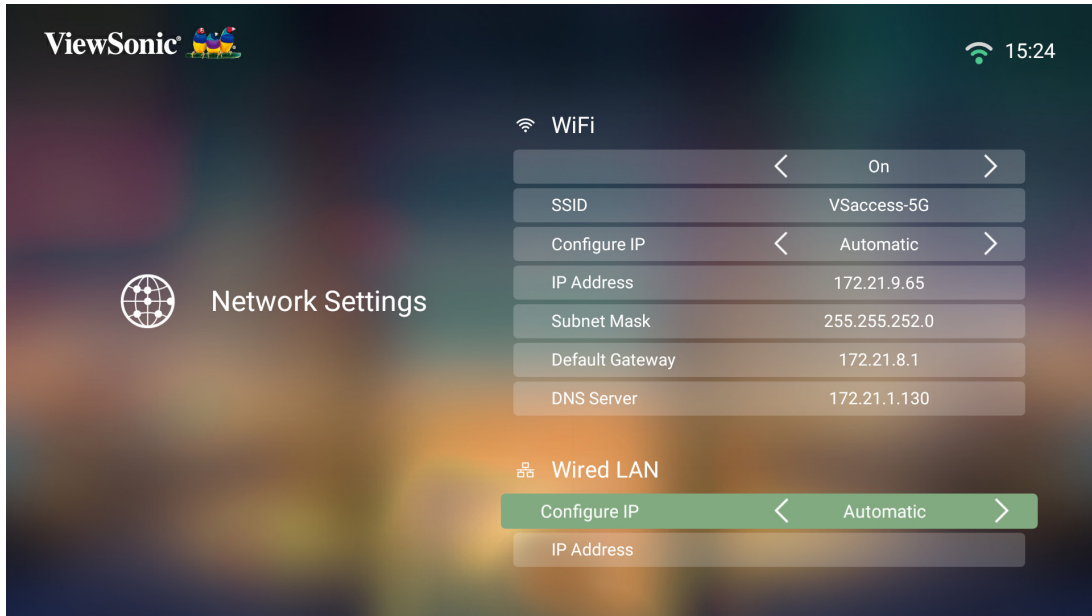 ViewSonic®
15:24
WiFi
On
SSID VSaccess-5G
Configure IP Automatic
IP Address 172.21.9.65
Subnet Mask 255.255.252.0
Default Gateway 172.21.8.1
DNS Server 172.21.1.130
Network Settings
Wired LAN
Configure IP Automatic
IP Address